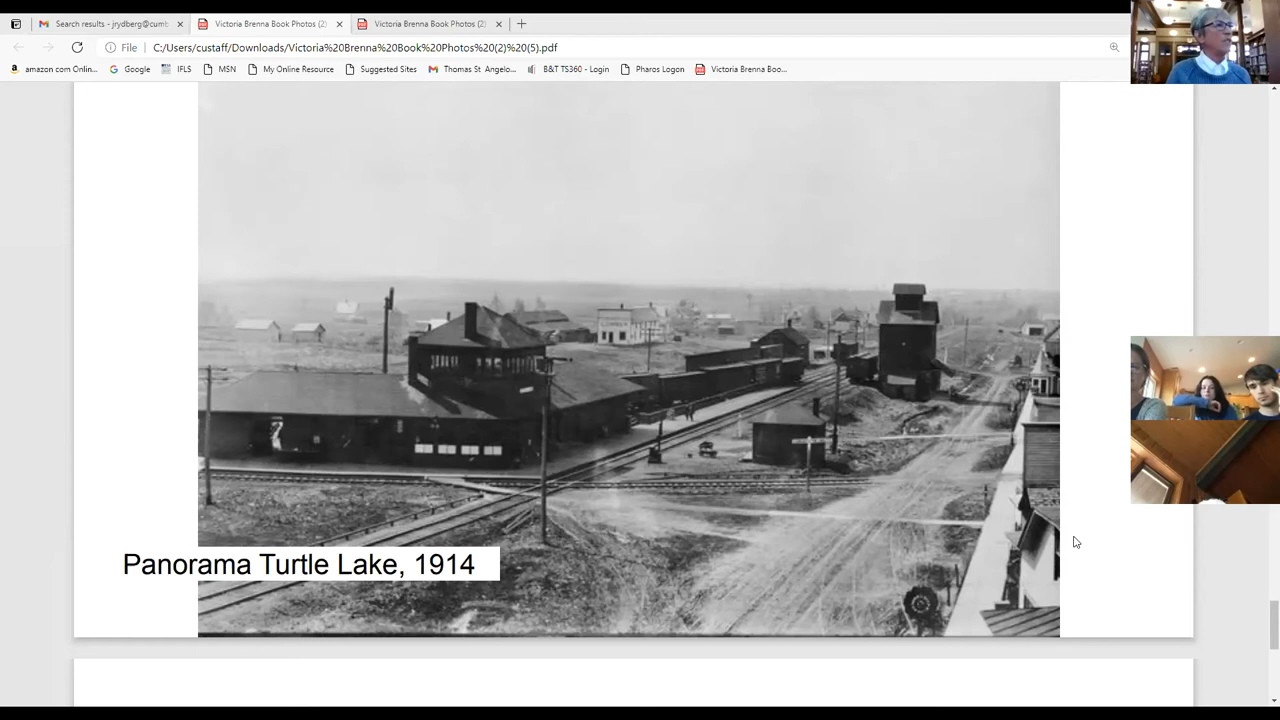 Search results - jrydberg@cumb
Victoria Brenna Book Photos (2)
Victoria Brenna Book Photos (2)
File
C:/Users/custaff/Downloads/Victoria%20Brenna%20Book%20Photos%20(2)%20(5).pdf
amazon com Onlin...
Google
IFLS
MSN
My Online Resource
Suggested Sites
Thomas St. Angelo...
B&T TS360 - Login
Pharos Logon
Victoria Brenna Boo...
LUMBER
Panorama Turtle Lake, 1914